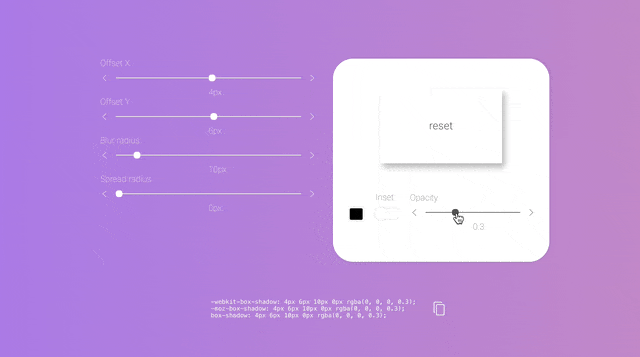 Offset X
4px
Offset Y
6px
Blur radius
10px
Spread radius
0px
reset
Inset
Opacity
0.3
-webkit-box-shadow: 4px 6px 10px 0px rgba(0, 0, 0, 0.3);
-moz-box-shadow: 4px 6px 10px 0px rgba(0, 0, 0, 0.3);
box-shadow: 4px 6px 10px 0px rgba(0, 0, 0, 0.3);